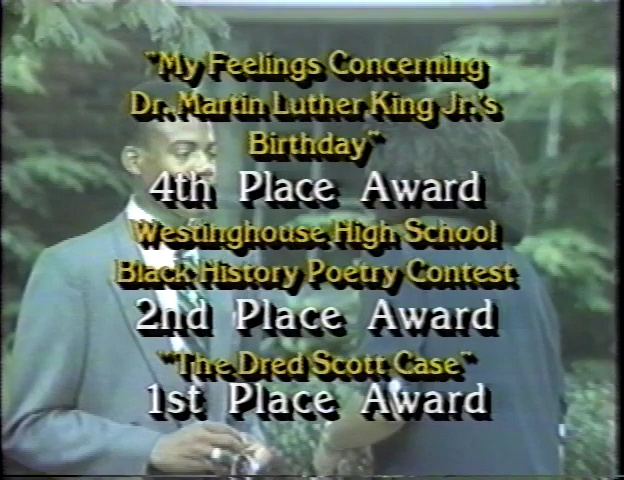 "My Feelings Concerning
Dr. Martin Luther King Jr.'s
Birthday"
4th Place Award
Westinghouse High School
Black History Poetry Contest
2nd Place Award
"The Dred Scott Case"
1st Place Award